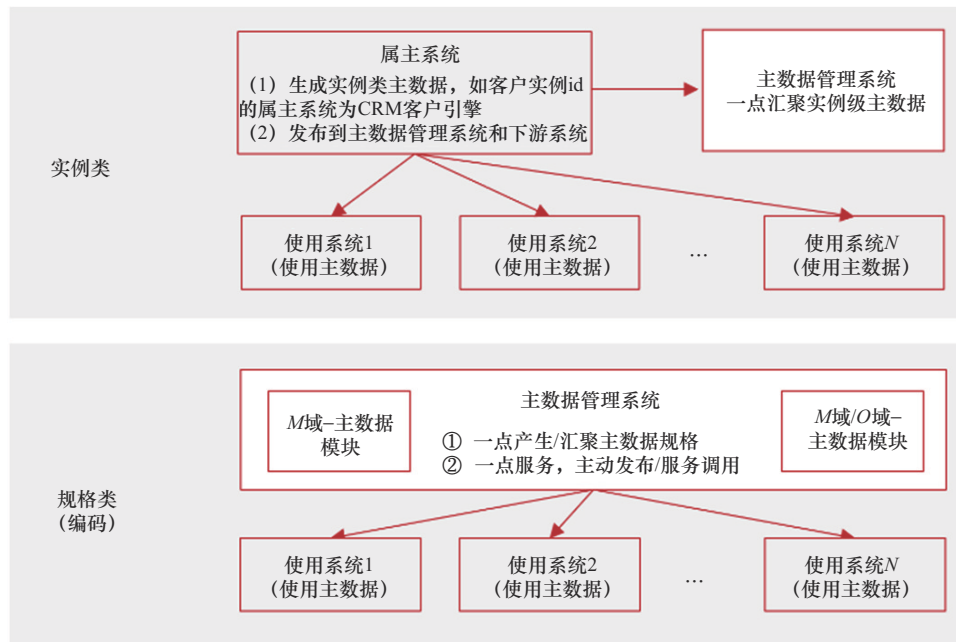 实例类
属主系统
（1）生成实例类主数据，如客户实例id
的属主系统为CRM客户引擎
（2）发布到主数据管理系统和下游系统
主数据管理系统
一点汇聚实例级主数据
使用系统1
（使用主数据）
使用系统2
（使用主数据）
…
使用系统N
（使用主数据）
规格类
（编码）
M域–主数据
模块
主数据管理系统
① 一点产生/汇聚主数据规格
② 一点服务，主动发布/服务调用
M域/O域–
主数据模块
使用系统1
（使用主数据）
使用系统2
（使用主数据）
…
使用系统N
（使用主数据）